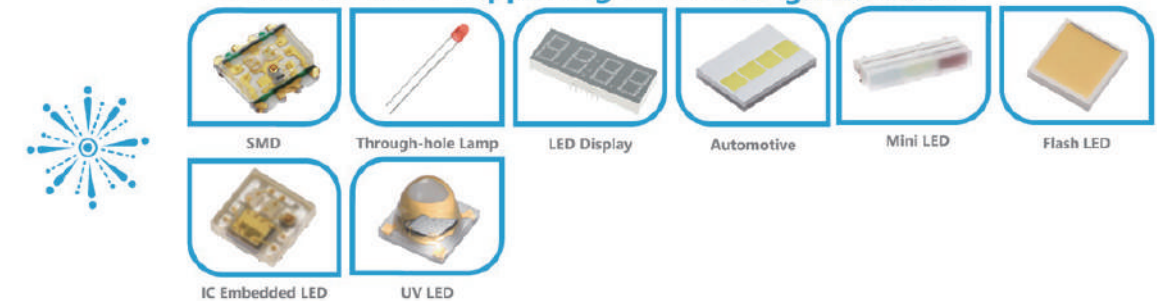 SMD
Through-hole Lamp
LED Display
Automotive
Mini LED
Flash LED
IC Embedded LED
UV LED